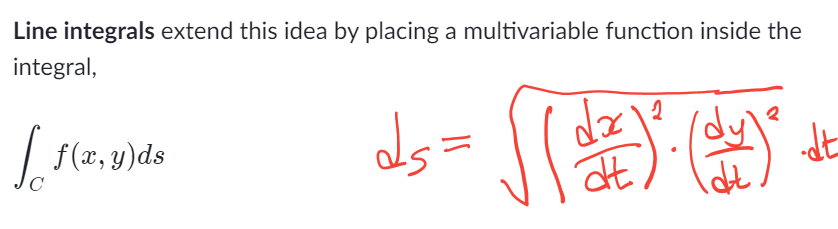 Line integrals extend this idea by placing a multivariable function inside the
integral,
∫_C f(x, y)ds
ds = √((dx/dt)² · (dy/dt)²) · dt